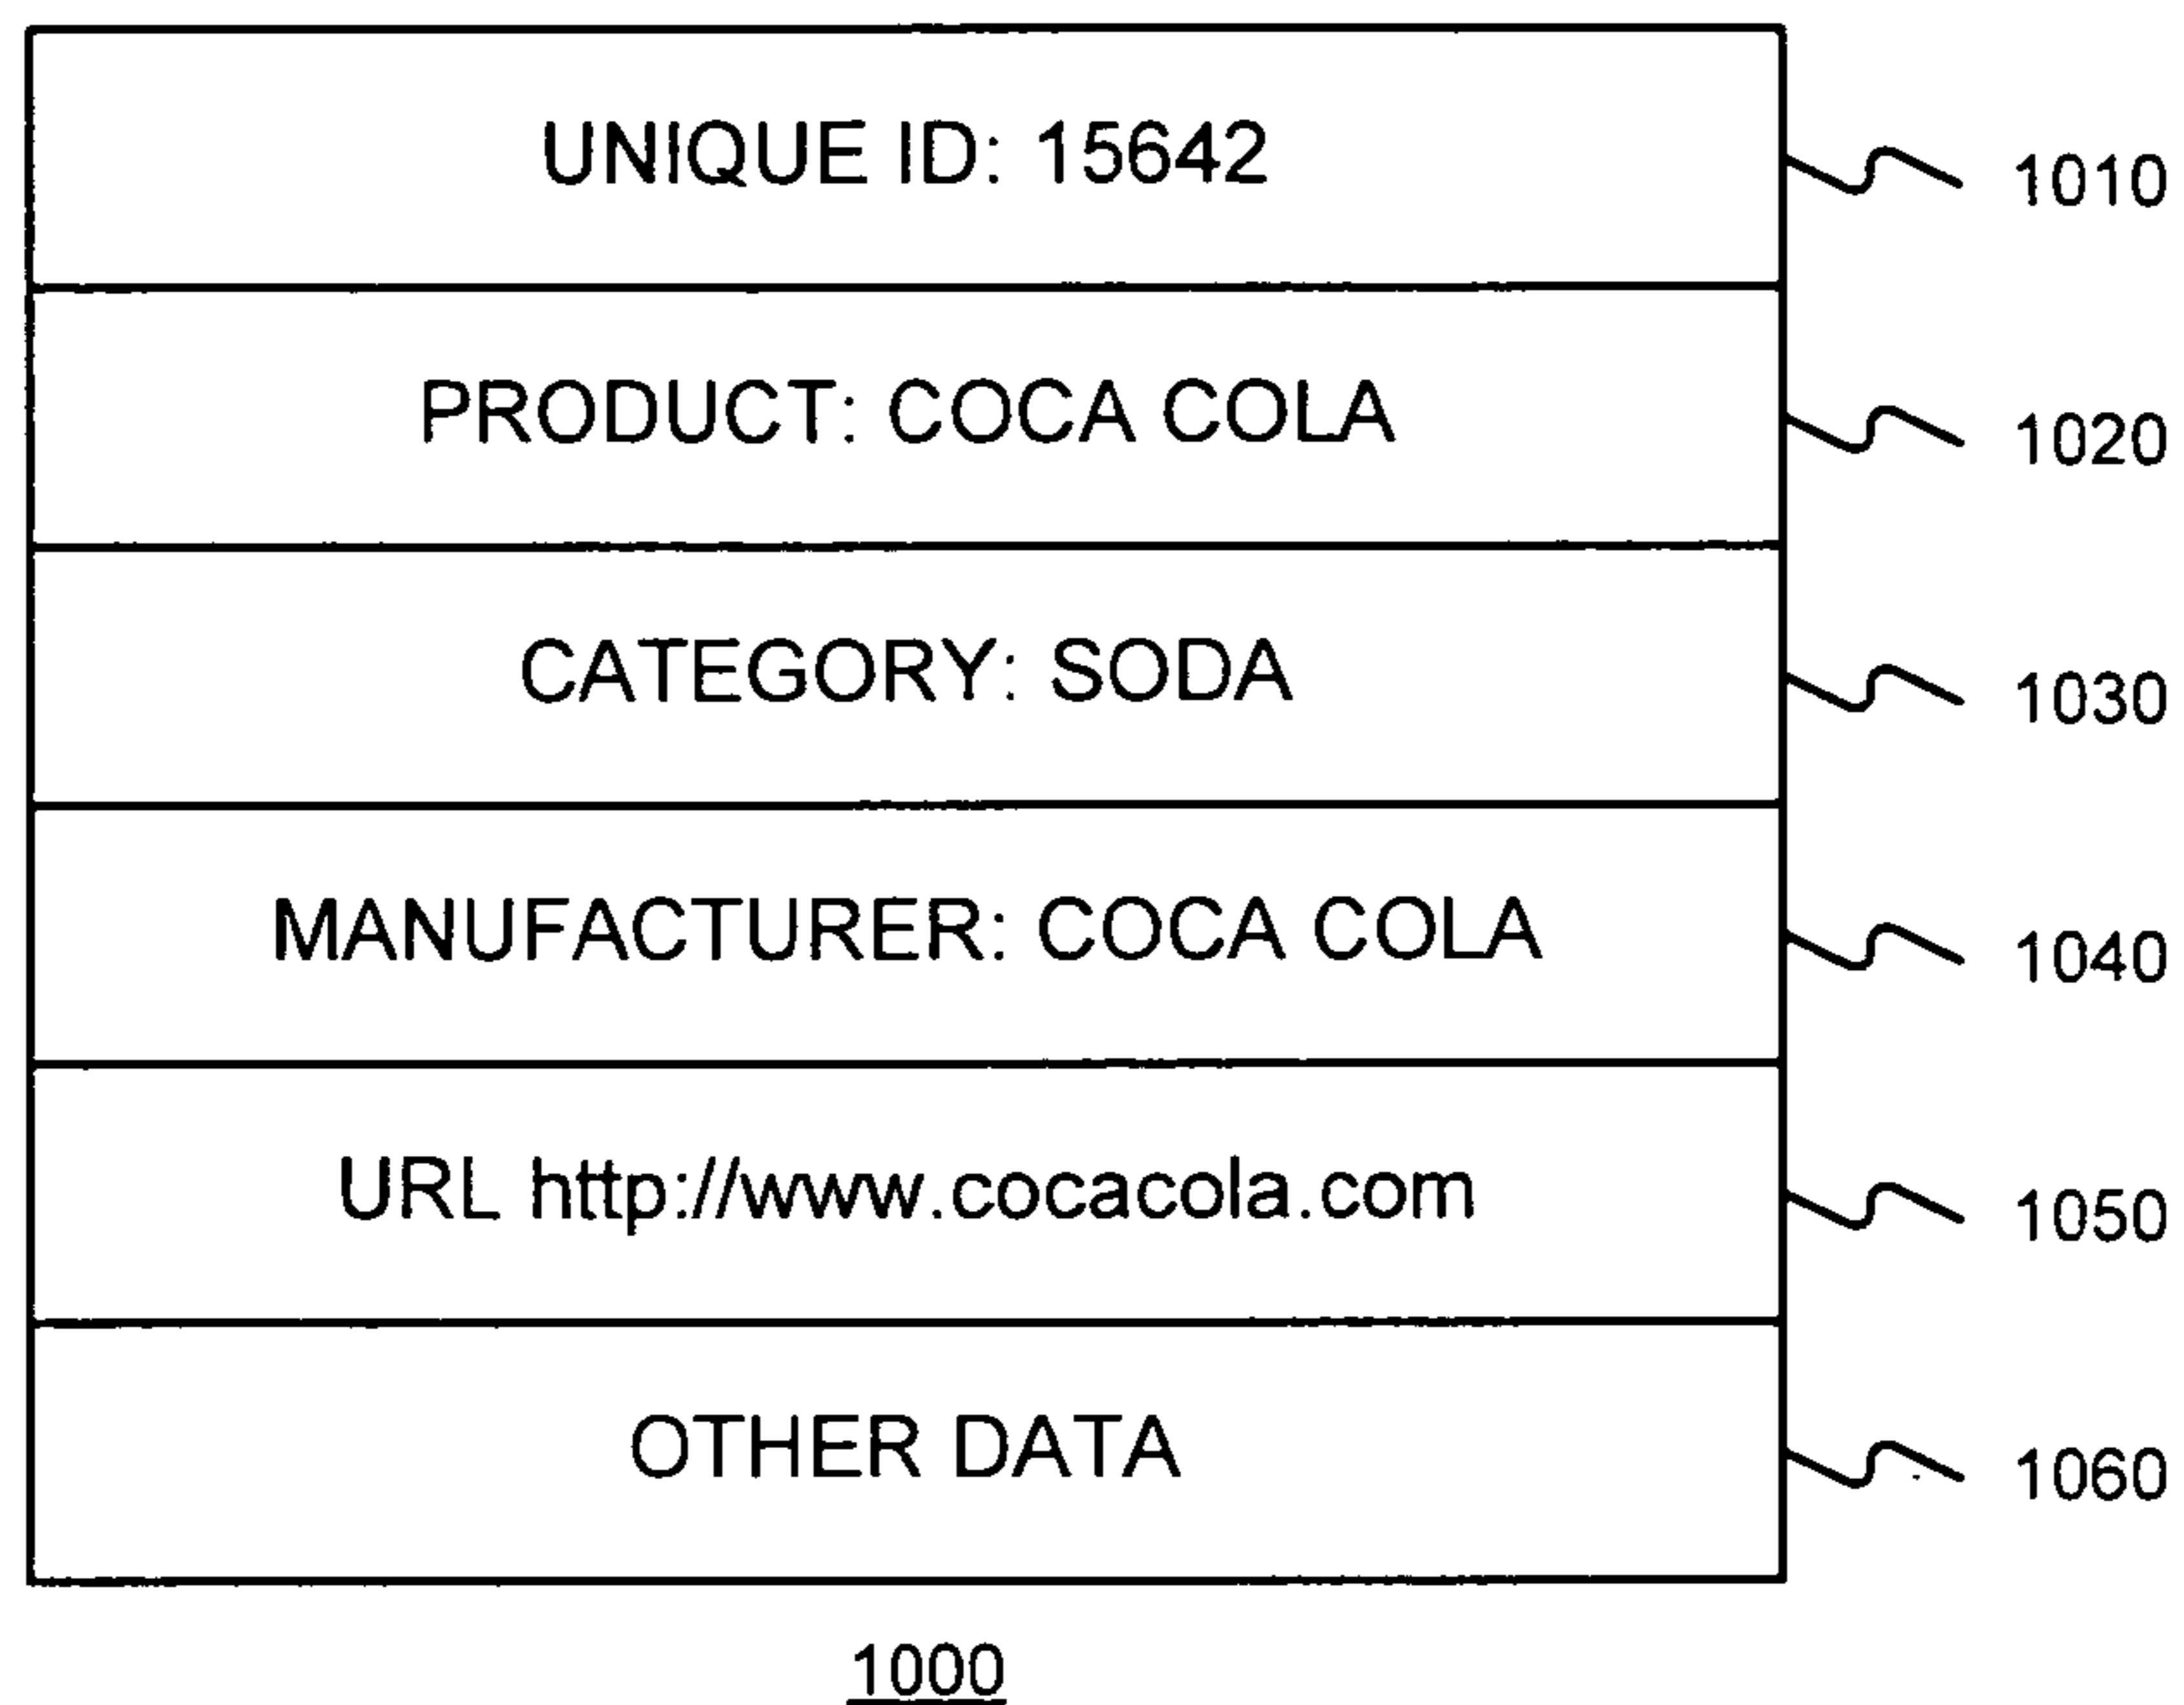 UNIQUE ID: 15642 1010
PRODUCT: COCA COLA 1020
CATEGORY: SODA 1030
MANUFACTURER: COCA COLA 1040
URL http://www.cocacola.com 1050
OTHER DATA 1060
1000